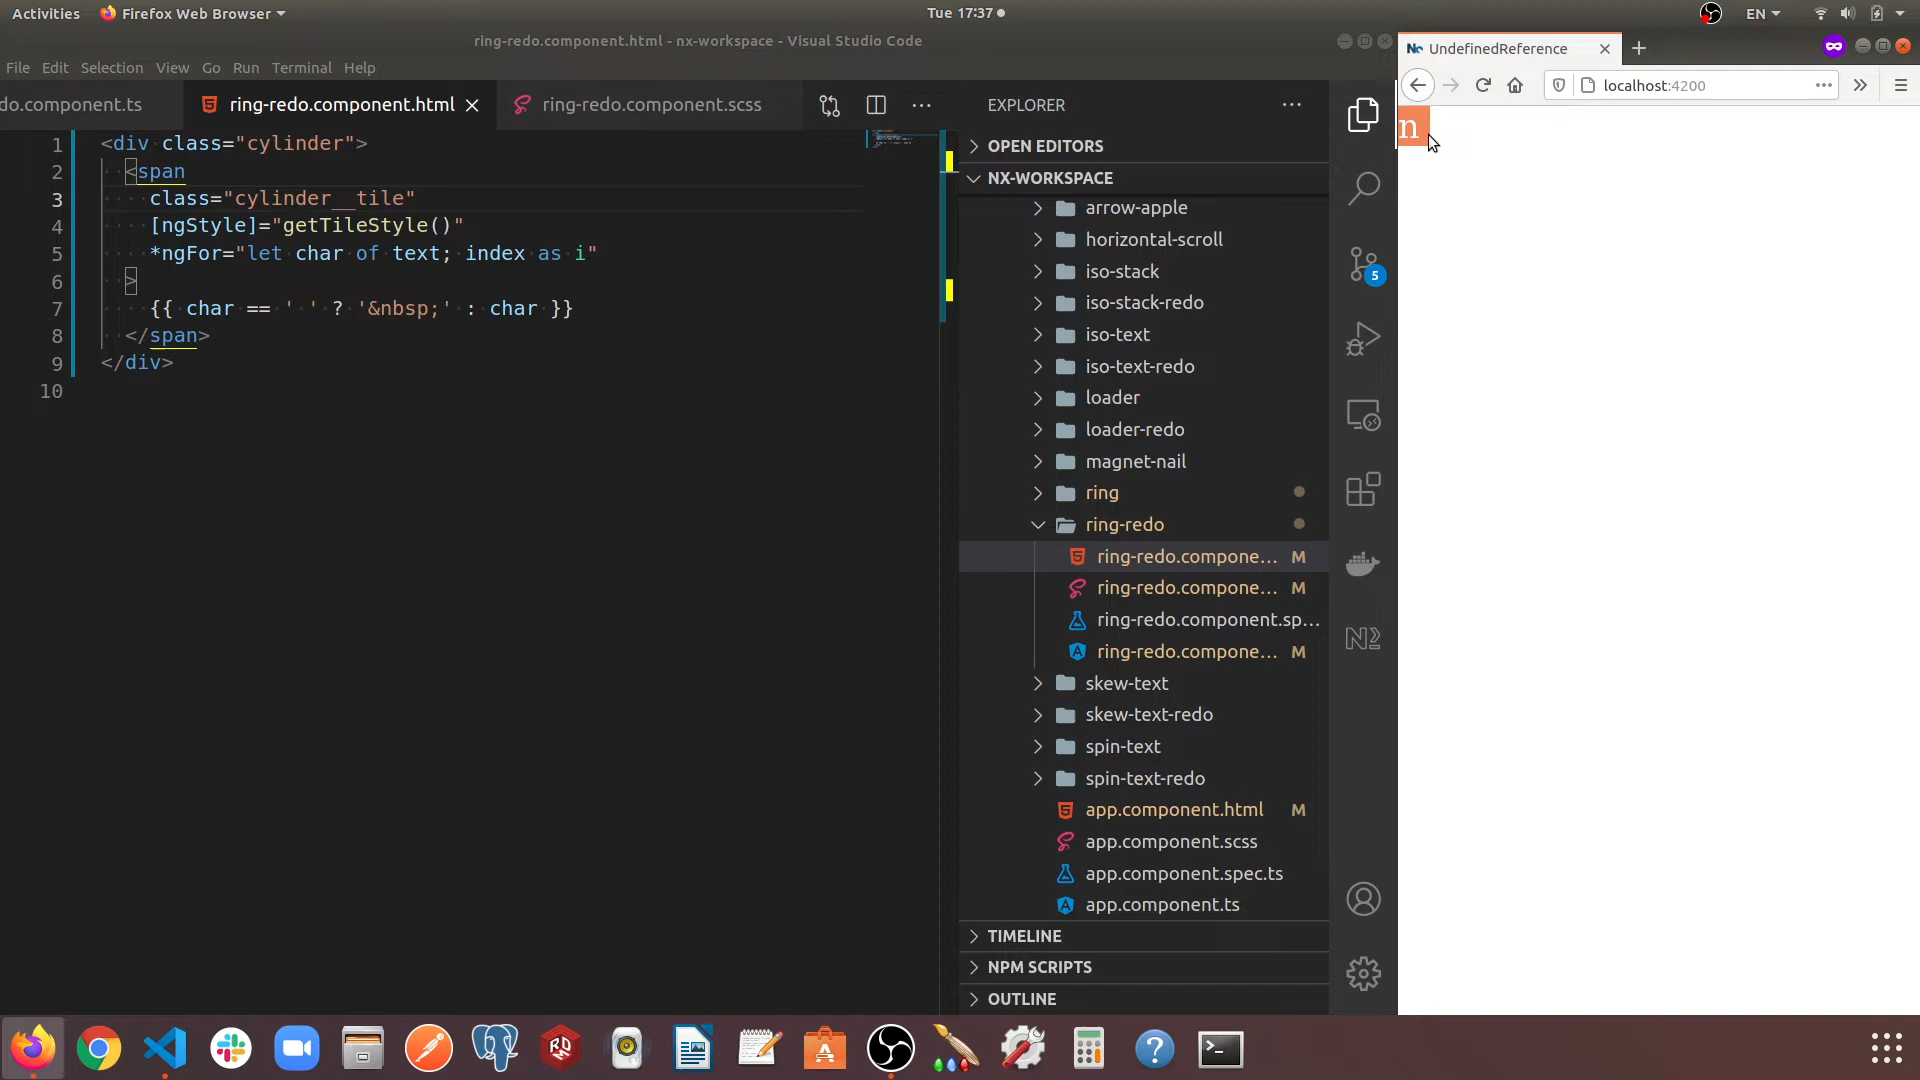 Activities Firefox Web Browser Tue 17:37 EN
ring-redo.component.html - nx-workspace - Visual Studio Code
File Edit Selection View Go Run Terminal Help
do.component.ts ring-redo.component.html ring-redo.component.scss
1 <div class="cylinder">
2 <span
3 class="cylinder__tile"
4 [ngStyle]="getTileStyle()"
5 *ngFor="let char of text; index as i"
6 >
7 {{ char == ' ' ? '&nbsp;' : char }}
8 </span>
9 </div>
10
EXPLORER
OPEN EDITORS
NX-WORKSPACE
arrow-apple
horizontal-scroll
iso-stack
iso-stack-redo
iso-text
iso-text-redo
loader
loader-redo
magnet-nail
ring
ring-redo
ring-redo.compone... M
ring-redo.compone... M
ring-redo.component.sp...
ring-redo.compone... M
skew-text
skew-text-redo
spin-text
spin-text-redo
app.component.html M
app.component.scss
app.component.spec.ts
app.component.ts
TIMELINE
NPM SCRIPTS
OUTLINE
5
UndefinedReference
localhost:4200
n